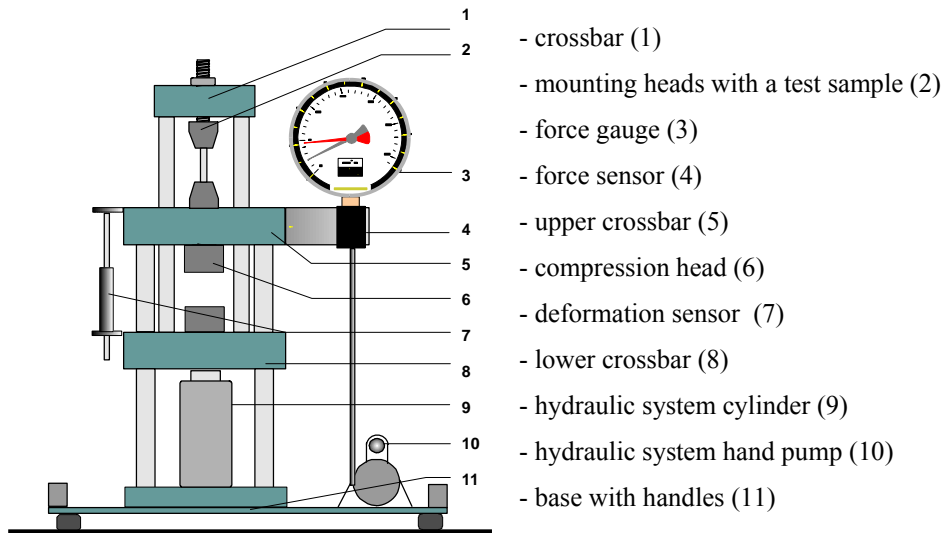 1
2
3
4
5
6
7
8
9
10
11
- crossbar (1)
- mounting heads with a test sample (2)
- force gauge (3)
- force sensor (4)
- upper crossbar (5)
- compression head (6)
- deformation sensor (7)
- lower crossbar (8)
- hydraulic system cylinder (9)
- hydraulic system hand pump (10)
- base with handles (11)